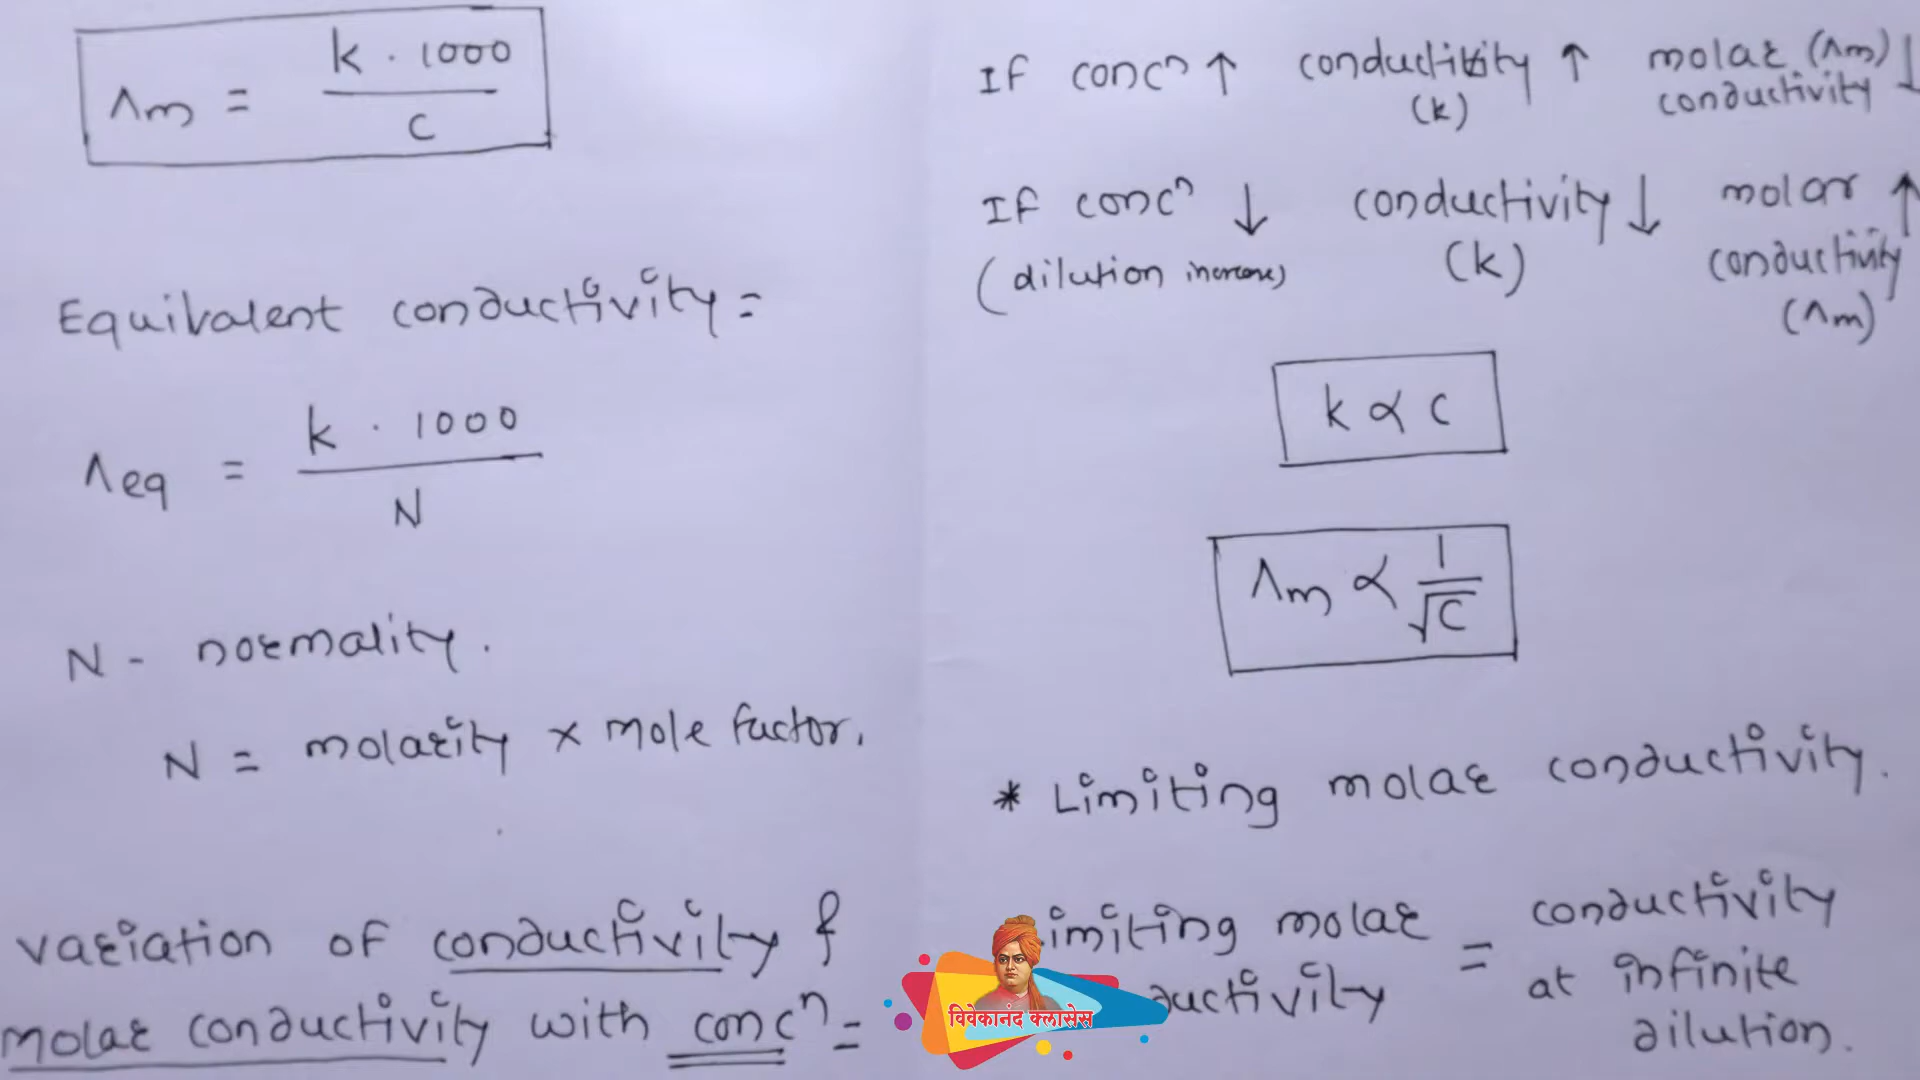 Λm = k · 1000 / C
Equivalent conductivity =
Λeq = k · 1000 / N
N - normality.
N = molarity × mole factor.
variation of conductivity &
molar conductivity with concⁿ =
If concⁿ ↑ conductivity ↑ molar (Λm) ↓
(k) conductivity
If concⁿ ↓ conductivity ↓ molar ↑
(dilution increase) (k) conductivity
(Λm)
k ∝ C
Λm ∝ 1/√C
* Limiting molar conductivity.
imiting molar = conductivity
ductivity at infinite
dilution.
विवेकानंद क्लासेस